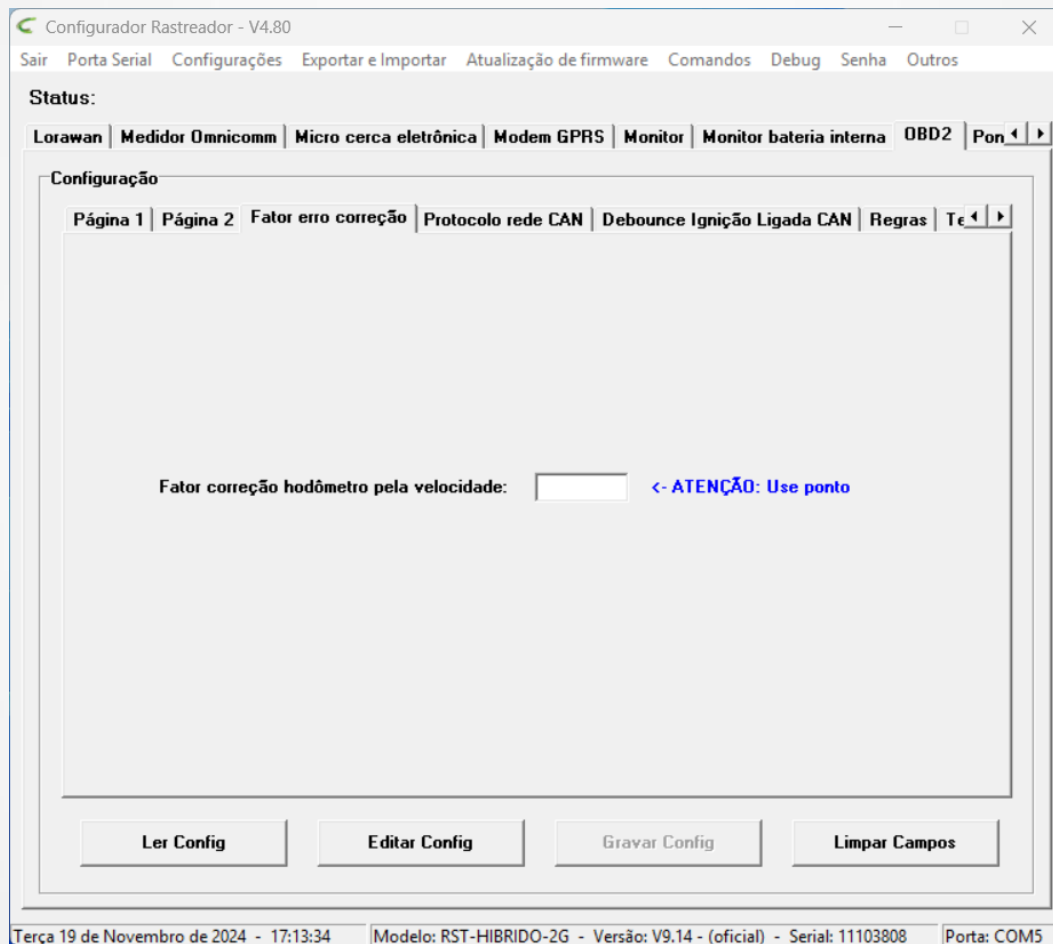 Configurador Rastreador - V4.80
Sair Porta Serial Configurações Exportar e Importar Atualização de firmware Comandos Debug Senha Outros
Status:
Lorawan Medidor Omnicomm Micro cerca eletrônica Modem GPRS Monitor Monitor bateria interna OBD2 Pon
Configuração
Página 1 Página 2 Fator erro correção Protocolo rede CAN Debounce Ignição Ligada CAN Regras Te
Fator correção hodômetro pela velocidade: <- ATENÇÃO: Use ponto
Ler Config Editar Config Gravar Config Limpar Campos
Terça 19 de Novembro de 2024 - 17:13:34 Modelo: RST-HIBRIDO-2G - Versão: V9.14 - (oficial) - Serial: 11103808 Porta: COM5